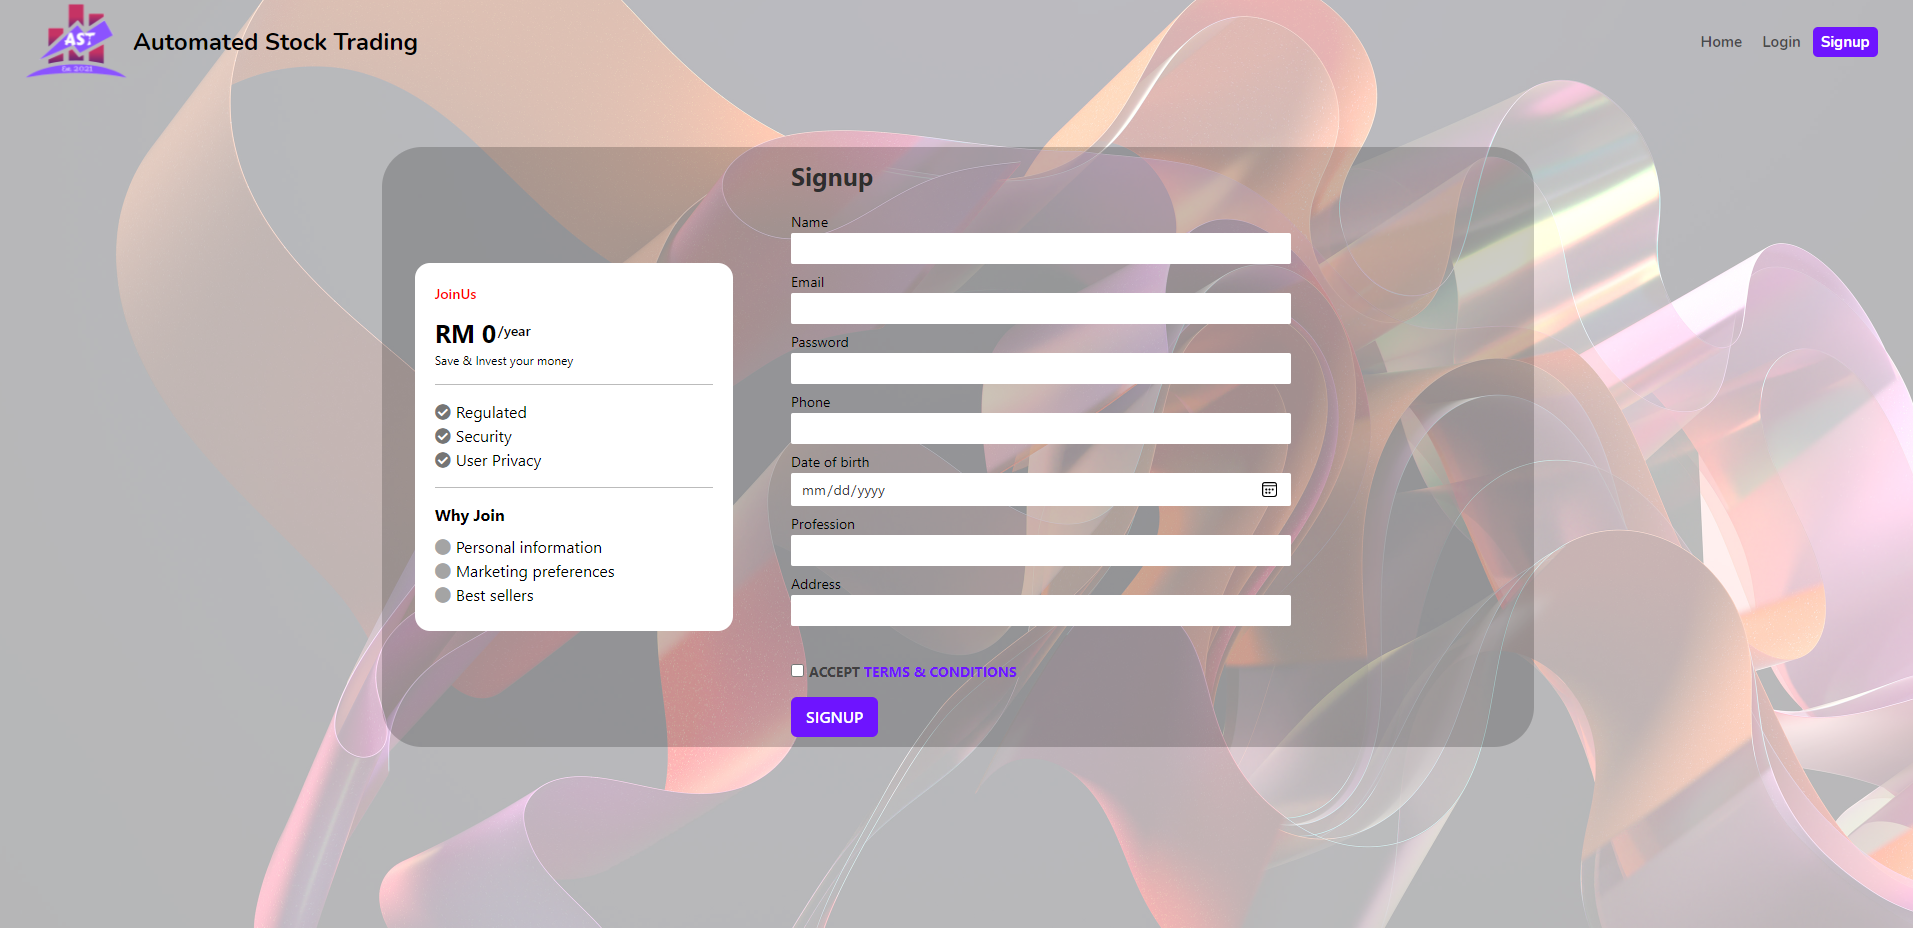 AST
Est 2021
Automated Stock Trading
Home
Login
Signup
JoinUs
RM 0/year
Save & Invest your money
Regulated
Security
User Privacy
Why Join
Personal information
Marketing preferences
Best sellers
Signup
Name
Email
Password
Phone
Date of birth
mm/dd/yyyy
Profession
Address
ACCEPT TERMS & CONDITIONS
SIGNUP